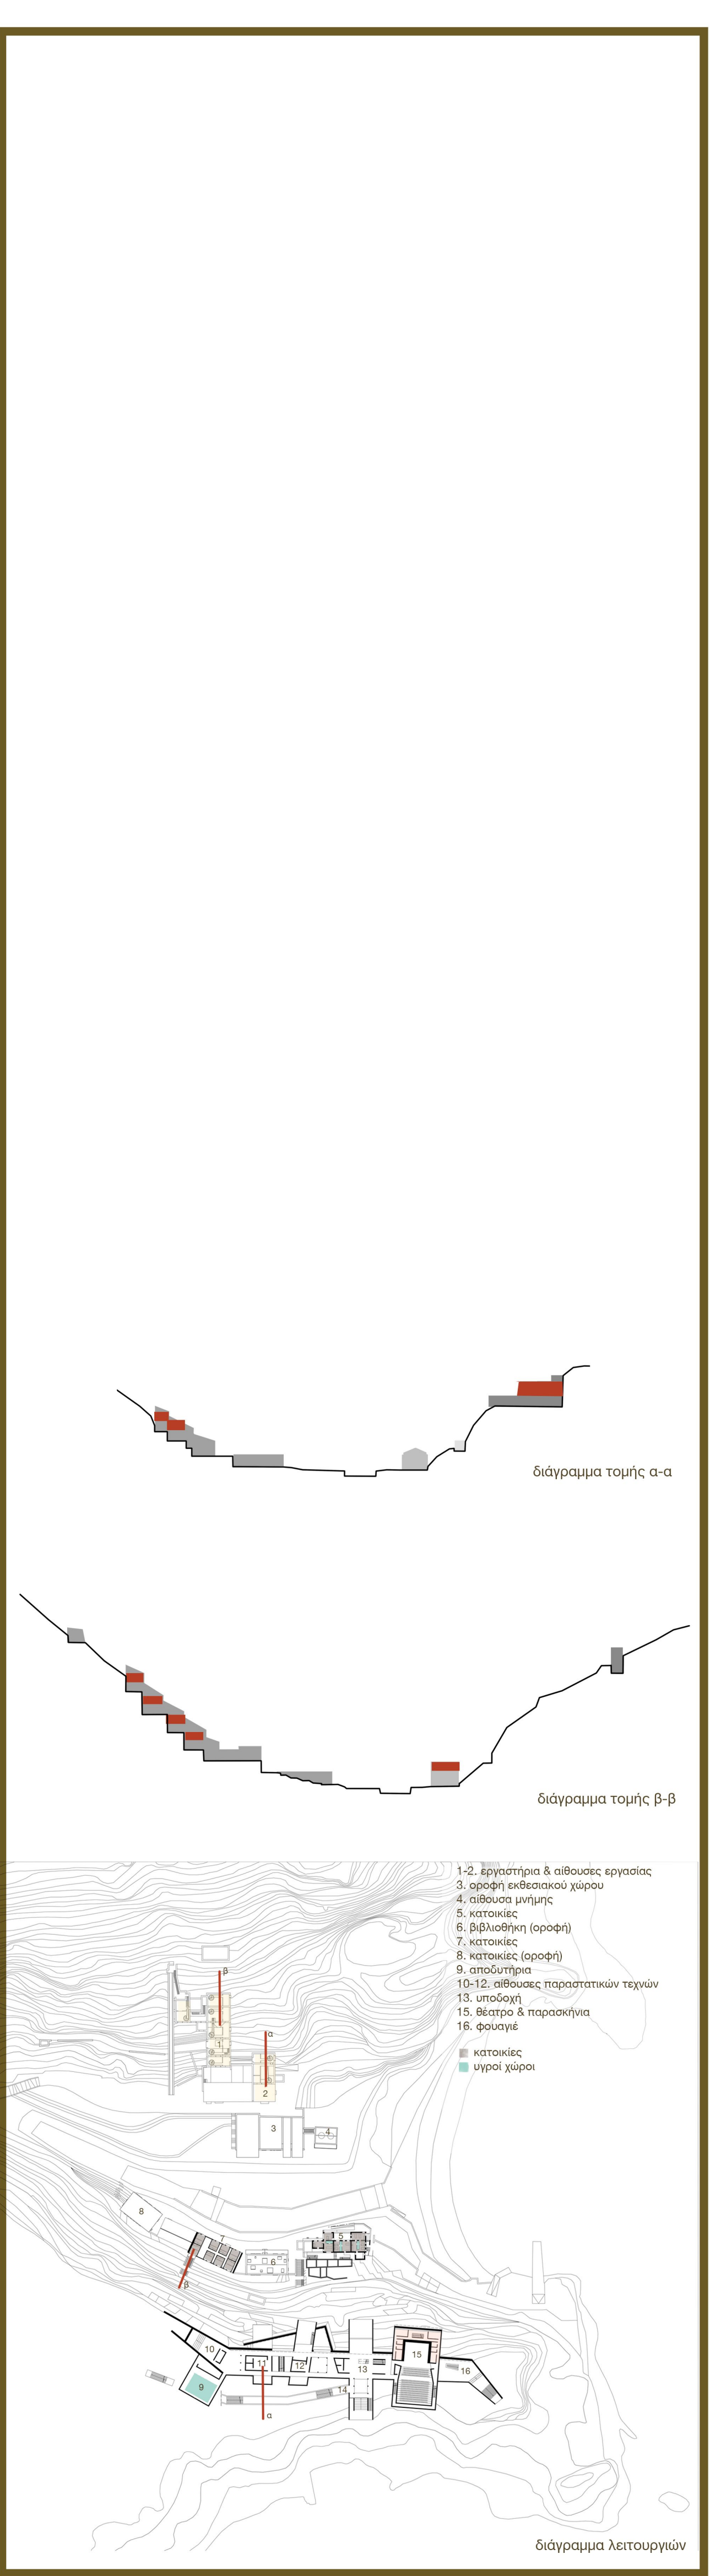 διάγραμμα τομής α-α
διάγραμμα τομής β-β
1-2. εργαστήρια & αίθουσες εργασίας
3. οροφή εκθεσιακού χώρου
4. αίθουσα μνήμης
5. κατοικίες
6. βιβλιοθήκη (οροφή)
7. κατοικίες
8. κατοικίες (οροφή)
9. αποδυτήρια
10-12. αίθουσες παραστατικών τεχνών
13. υποδοχή
15. θέατρο & παρασκήνια
16. φουαγιέ
κατοικίες
υγροί χώροι
β
α
1
2
3
4
8
7
5
6
β
10
11
12
13
15
16
9
14
α
διάγραμμα λειτουργιών